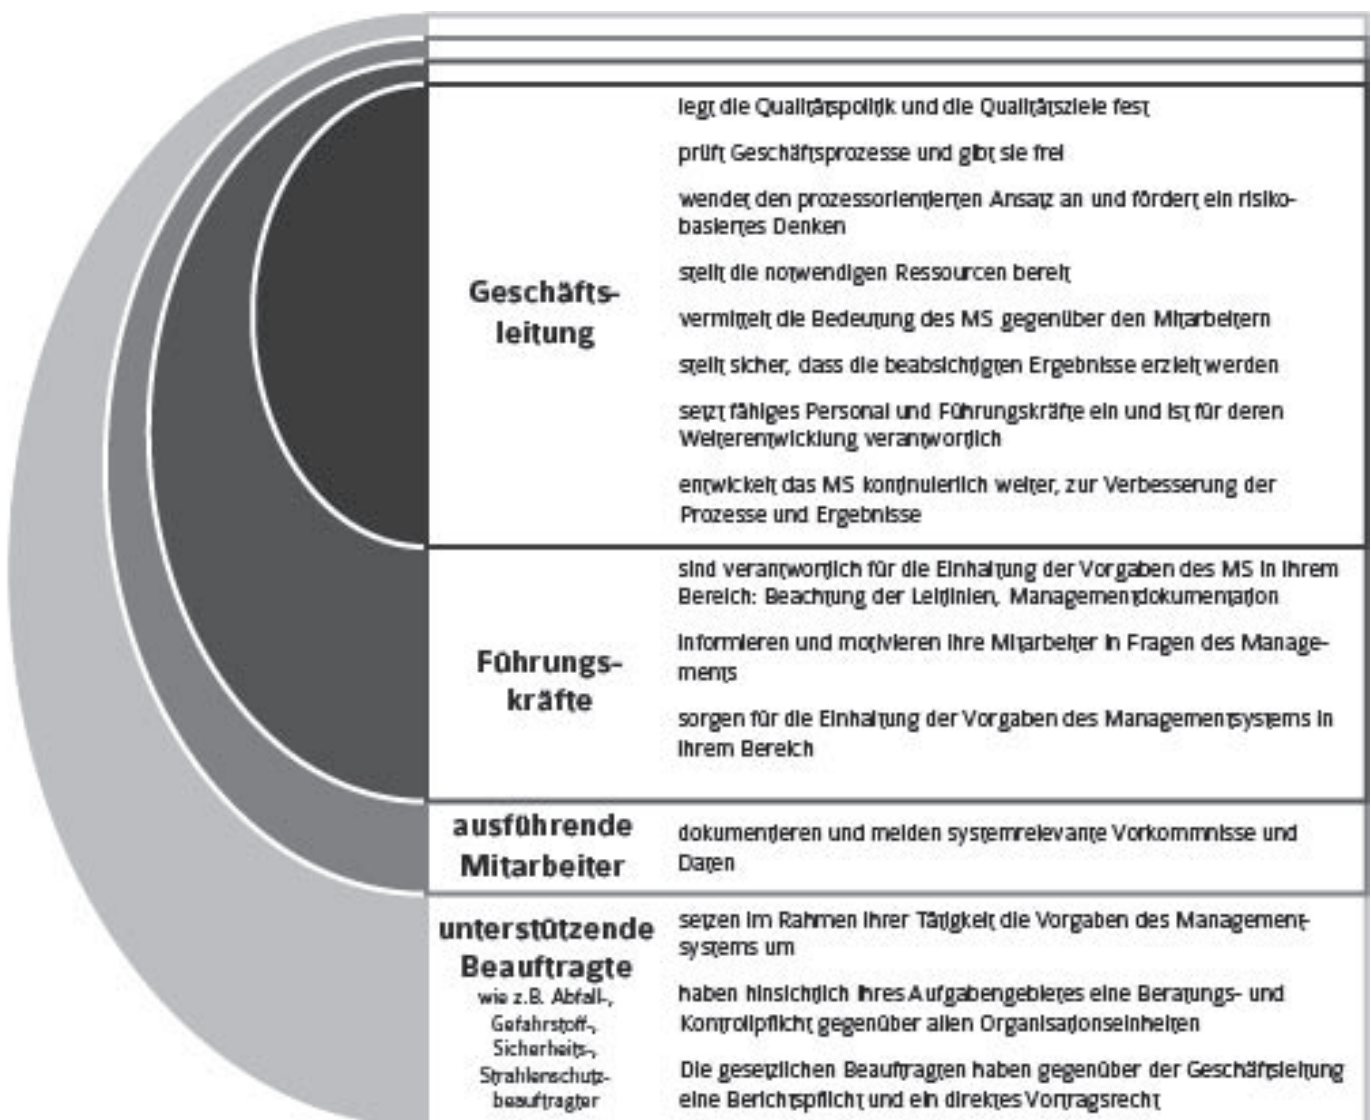 Geschäfts-
leitung
legt die Qualitätspolitik und die Qualitätsziele fest
prüft Geschäftsprozesse und gibt sie frei
wendet den prozessorientierten Ansatz an und fördert ein risiko-
basiertes Denken
stellt die notwendigen Ressourcen bereit
vermittelt die Bedeutung des MS gegenüber den Mitarbeitern
stellt sicher, dass die beabsichtigten Ergebnisse erzielt werden
setzt fähiges Personal und Führungskräfte ein und ist für deren
Weiterentwicklung verantwortlich
entwickelt das MS kontinuierlich weiter, zur Verbesserung der
Prozesse und Ergebnisse
Führungs-
kräfte
sind verantwortlich für die Einhaltung der Vorgaben des MS in ihrem
Bereich: Beachtung der Leitlinien, Managementdokumentation
informieren und motivieren ihre Mitarbeiter in Fragen des Manage-
ments
sorgen für die Einhaltung der Vorgaben des Managementsystems in
ihrem Bereich
ausführende
Mitarbeiter
dokumentieren und melden systemrelevante Vorkommnisse und
Daten
unterstützende
Beauftragte
wie z.B. Abfall-,
Gefahrstoff-,
Sicherheits-,
Strahlenschutz-
beauftragter
setzen im Rahmen ihrer Tätigkeit die Vorgaben des Management-
systems um
haben hinsichtlich ihres Aufgabengebietes eine Beratungs- und
Kontrollpflicht gegenüber allen Organisationseinheiten
Die gesetzlichen Beauftragten haben gegenüber der Geschäftsleitung
eine Berichtspflicht und ein direktes Vortragsrecht